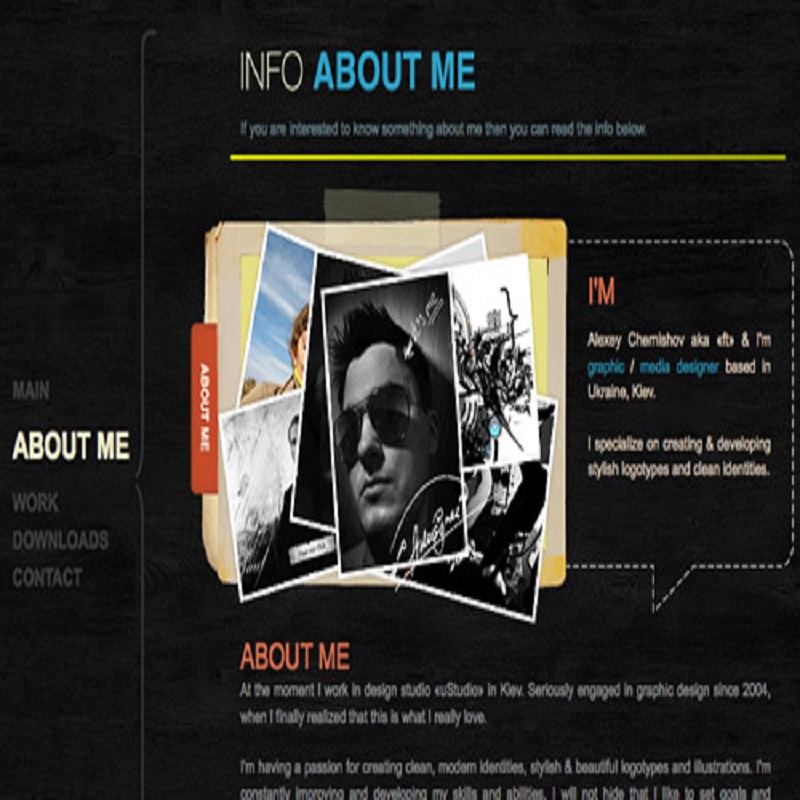 INFO ABOUT ME
If you are interested to know something about me then you can read the info below.
MAIN
ABOUT ME
WORK
DOWNLOADS
CONTACT
ABOUT ME
I'M
Alexey Chernishov aka «ft» & I'm
graphic / media designer based in
Ukraine, Kiev.
I specialize on creating & developing
stylish logotypes and clean identities.
ABOUT ME
At the moment I work in design studio «uStudio» in Kiev. Seriously engaged in graphic design since 2004,
when I finally realized that this is what I really love.
I'm having a passion for creating clean, modern identities, stylish & beautiful logotypes and illustrations. I'm
constantly improving and developing my skills and abilities. I will not hide that I like to set goals and